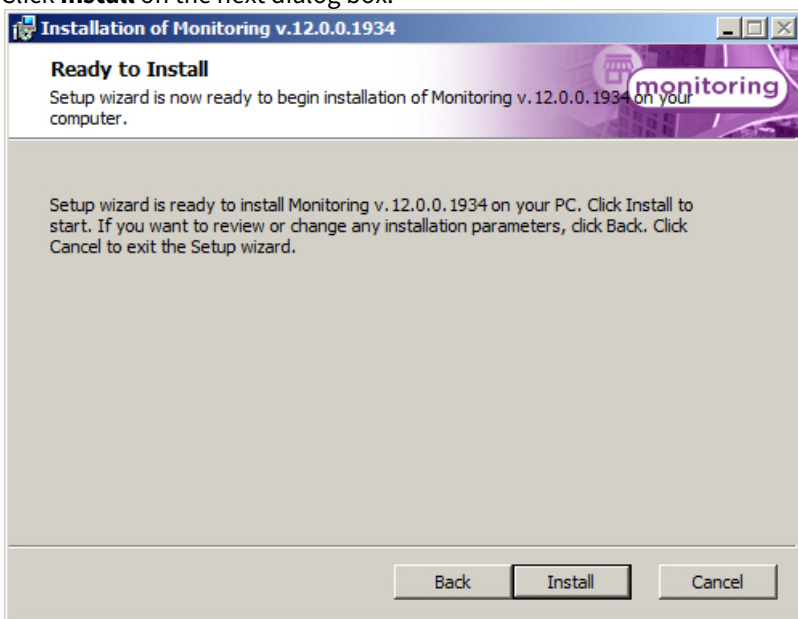 Click Install on the next dialog box.
Installation of Monitoring v.12.0.0.1934
Ready to Install
Setup wizard is now ready to begin installation of Monitoring v.12.0.0.1934 on your
computer.
monitoring
Setup wizard is ready to install Monitoring v.12.0.0.1934 on your PC. Click Install to
start. If you want to review or change any installation parameters, click Back. Click
Cancel to exit the Setup wizard.
Back Install Cancel